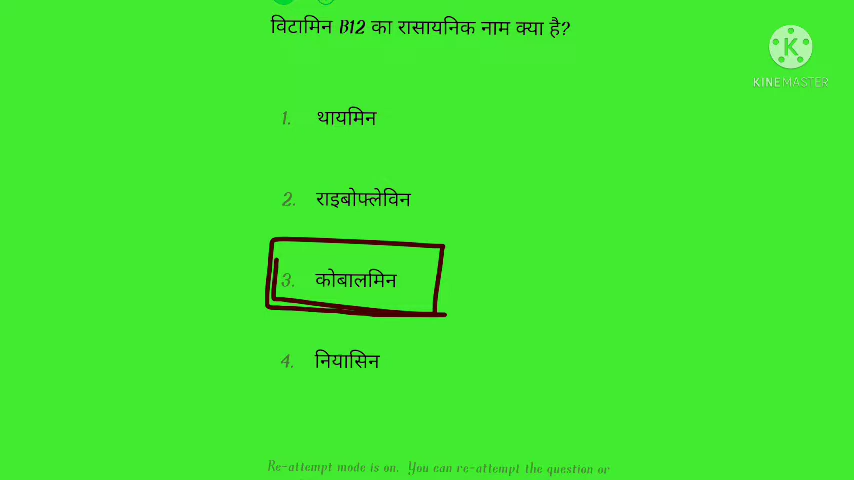 विटामिन B12 का रासायनिक नाम क्या है?
KINEMASTER
1. थायमिन
2. राइबोफ्लेविन
3. कोबालमिन
4. नियासिन
Re-attempt mode is on. You can re-attempt the question or